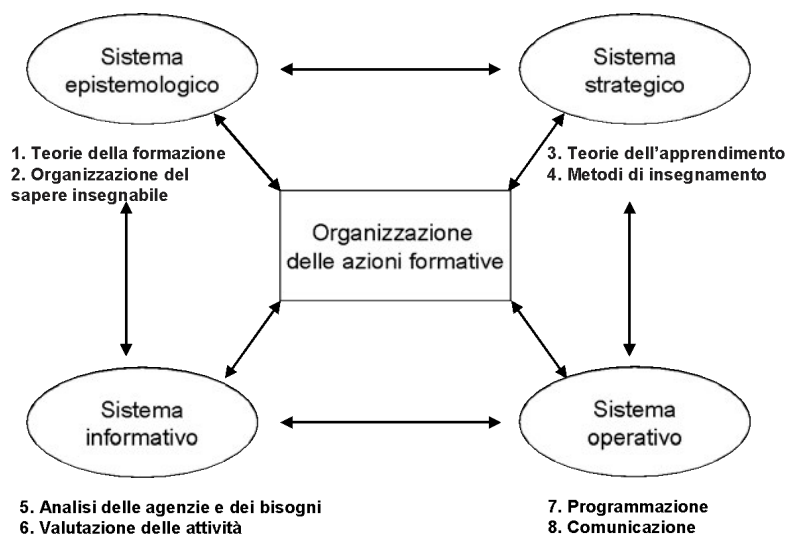 Sistema
epistemologico
Sistema
strategico
1. Teorie della formazione
2. Organizzazione del
sapere insegnabile
3. Teorie dell'apprendimento
4. Metodi di insegnamento
Organizzazione
delle azioni formative
Sistema
informativo
Sistema
operativo
5. Analisi delle agenzie e dei bisogni
6. Valutazione delle attività
7. Programmazione
8. Comunicazione